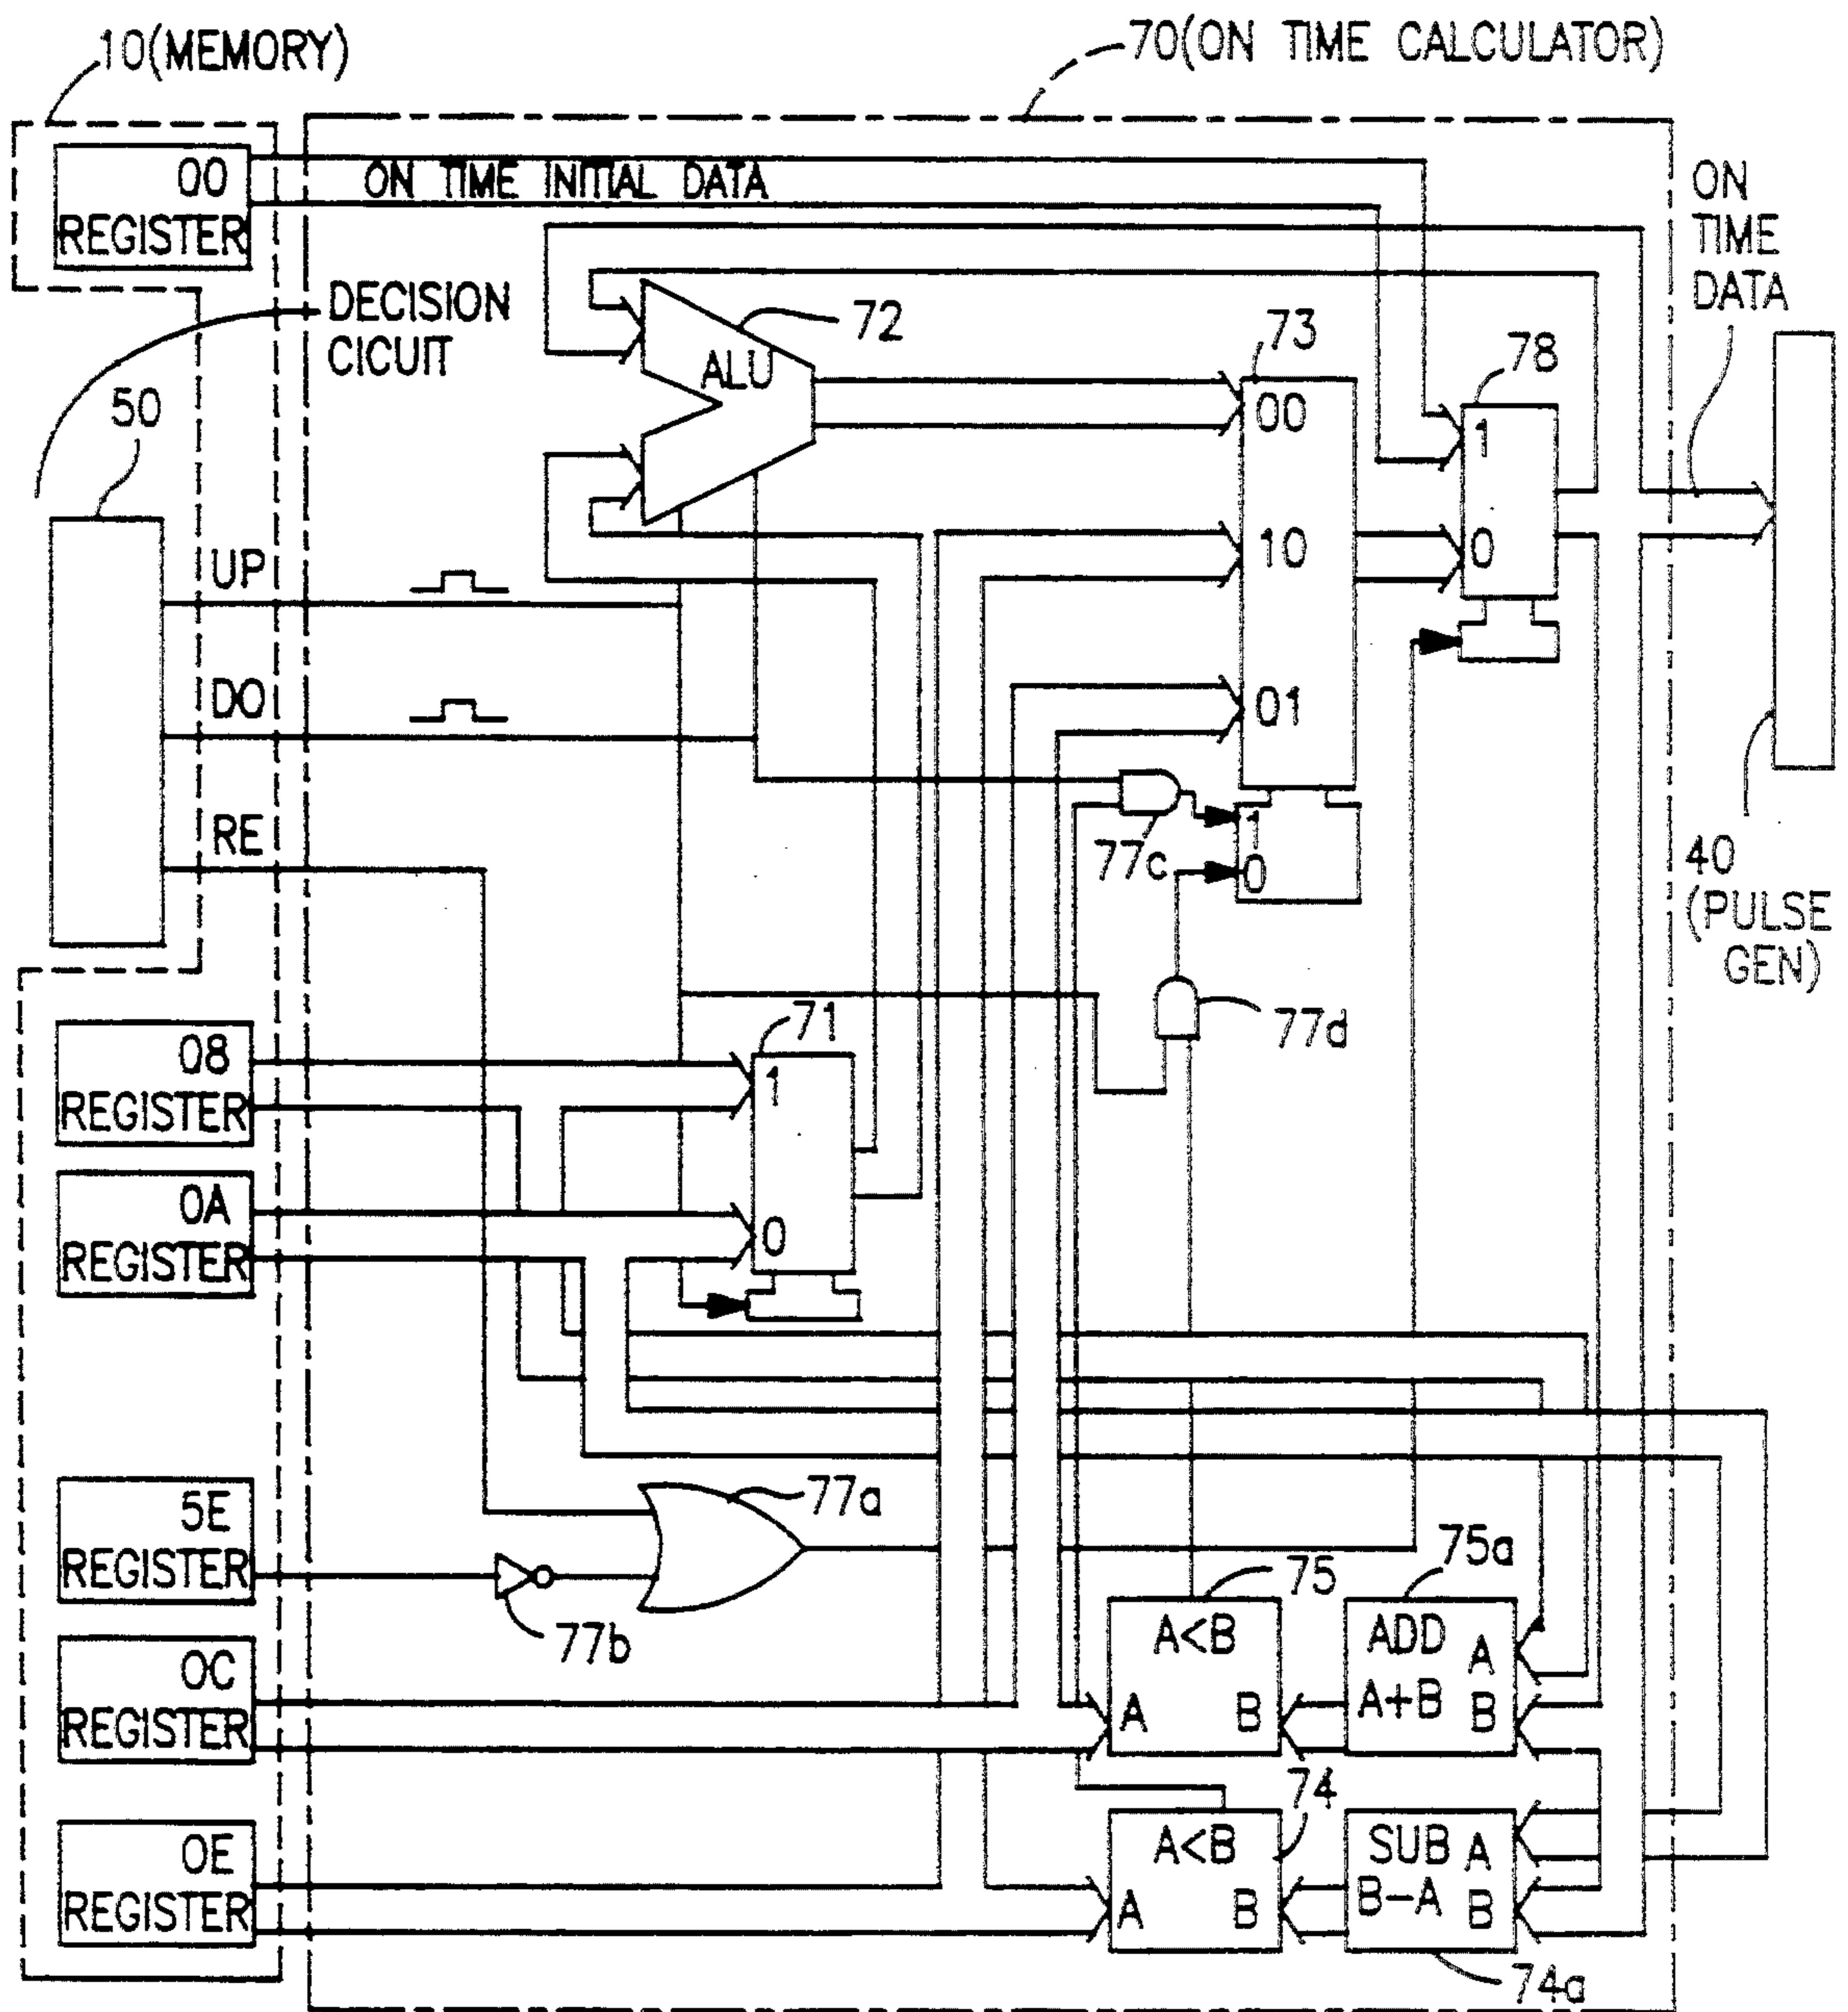 10(MEMORY)
70(ON TIME CALCULATOR)
00
REGISTER
ON TIME INITIAL DATA
ON
TIME
DATA
DECISION
CICUIT
72
ALU
73
00
10
01
78
1
0
50
UP
DO
RE
77c
1
0
40
(PULSE
GEN)
77d
08
REGISTER
71
1
0
0A
REGISTER
5E
REGISTER
77a
77b
75
A<B
A
B
75a
ADD
A+B
A
B
0C
REGISTER
74
A<B
A
B
SUB
B-A
A
B
74a
0E
REGISTER